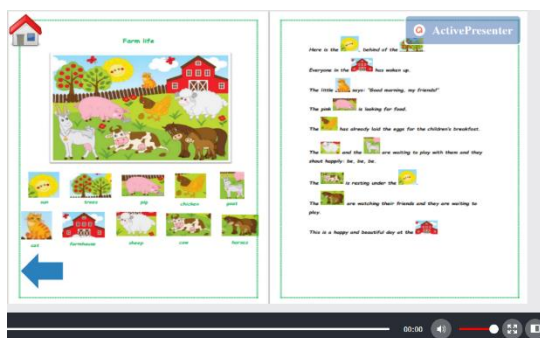 Farm life
sun trees pig chicken goat
cat farmhouse sheep cow horses
ActivePresenter
Here is the , behind of the .
Everyone in the has woken up.
The little says: "Good morning, my friends!"
The pink is looking for food.
The has already laid the eggs for the children's breakfast.
The and the are waiting to play with them and they
shout happily: be, be, be.
The is resting under the .
The are watching their friends and they are waiting to
play.
This is a happy and beautiful day at the
00:00